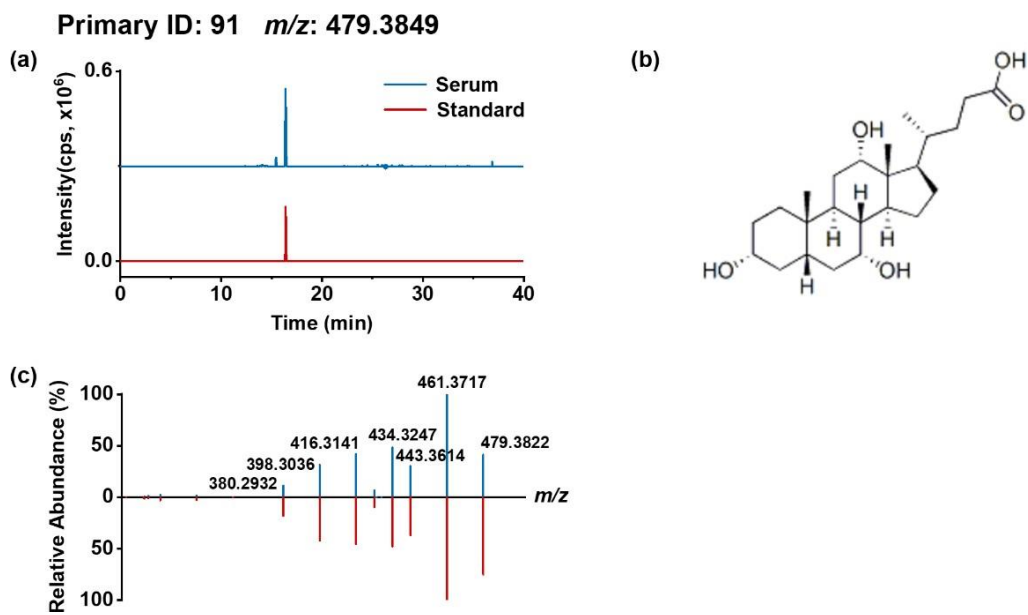 Primary ID: 91 m/z: 479.3849
(a)
Intensity(cps, x10⁶)
0.6
0.0
Serum
Standard
0 10 20 30 40
Time (min)
(b)
OH
O
OH
H
H
H
HO
H
OH
(c)
Relative Abundance (%)
100
50
0
50
100
461.3717
416.3141
434.3247
479.3822
398.3036
443.3614
380.2932
m/z